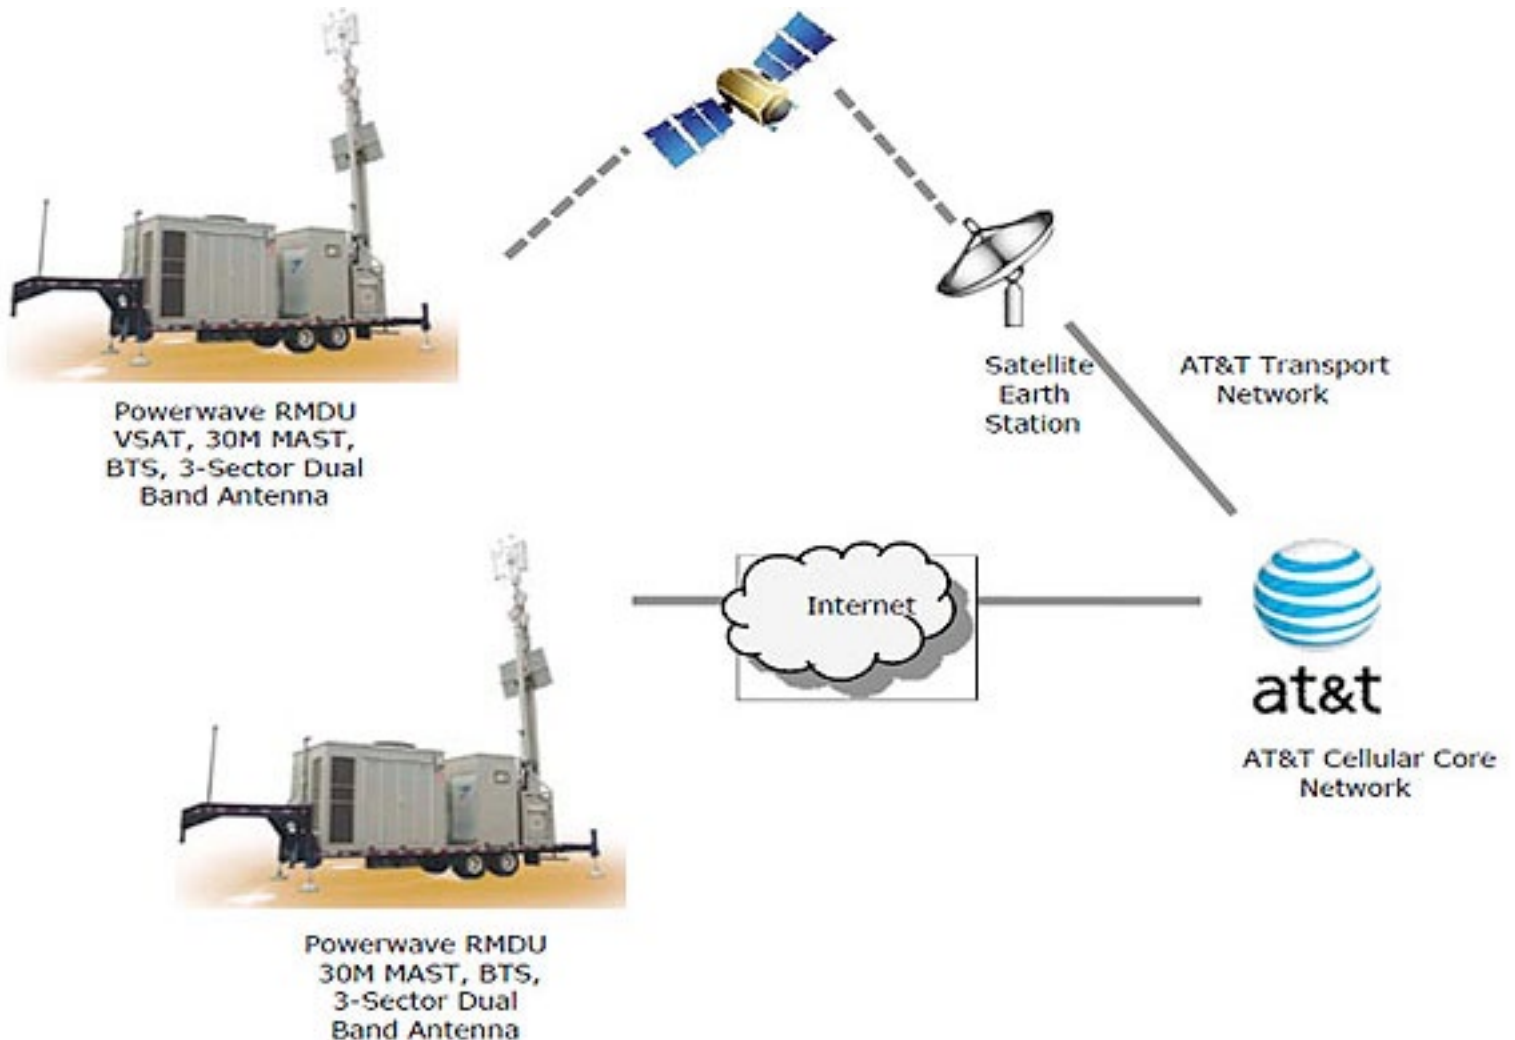 Powerwave RMDU
VSAT, 30M MAST,
BTS, 3-Sector Dual
Band Antenna
Satellite
Earth
Station
AT&T Transport
Network
Internet
at&t
AT&T Cellular Core
Network
Powerwave RMDU
30M MAST, BTS,
3-Sector Dual
Band Antenna